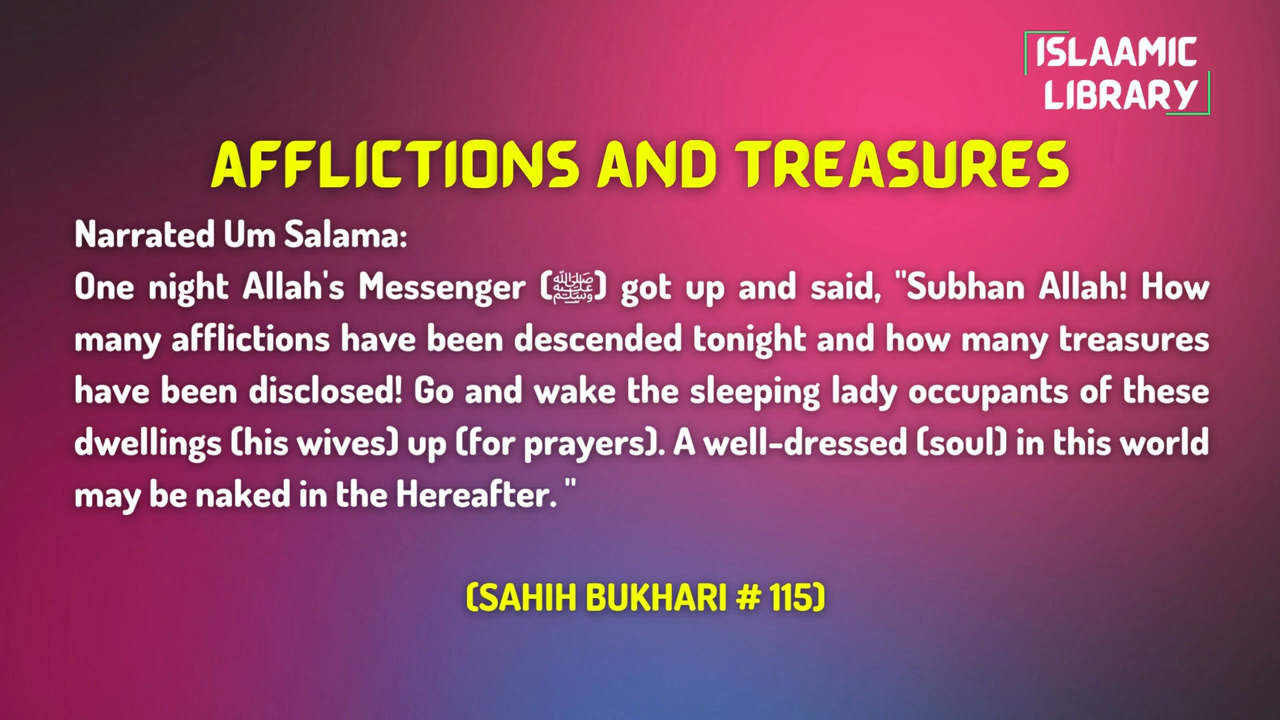 ISLAAMIC
LIBRARY
AFFLICTIONS AND TREASURES
Narrated Um Salama:
One night Allah's Messenger (ﷺ) got up and said, "Subhan Allah! How
many afflictions have been descended tonight and how many treasures
have been disclosed! Go and wake the sleeping lady occupants of these
dwellings (his wives) up (for prayers). A well-dressed (soul) in this world
may be naked in the Hereafter. "
(SAHIH BUKHARI # 115)